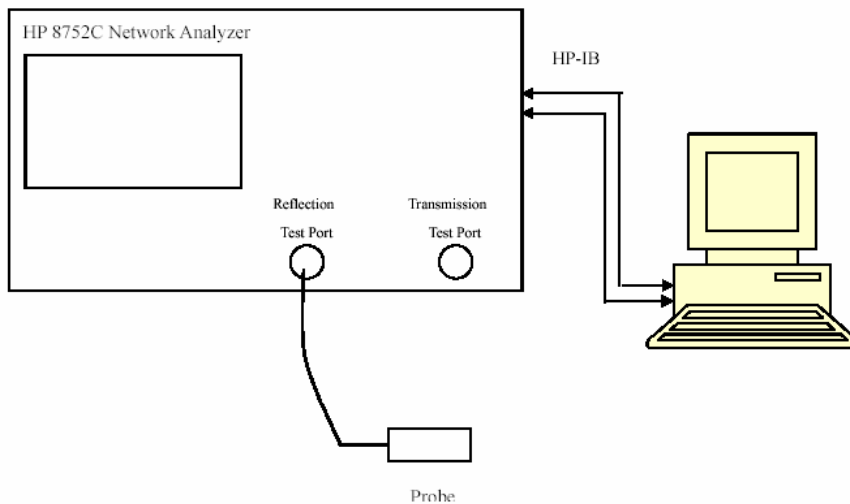 HP 8752C Network Analyzer
HP-IB
Reflection
Test Port
Transmission
Test Port
Probe